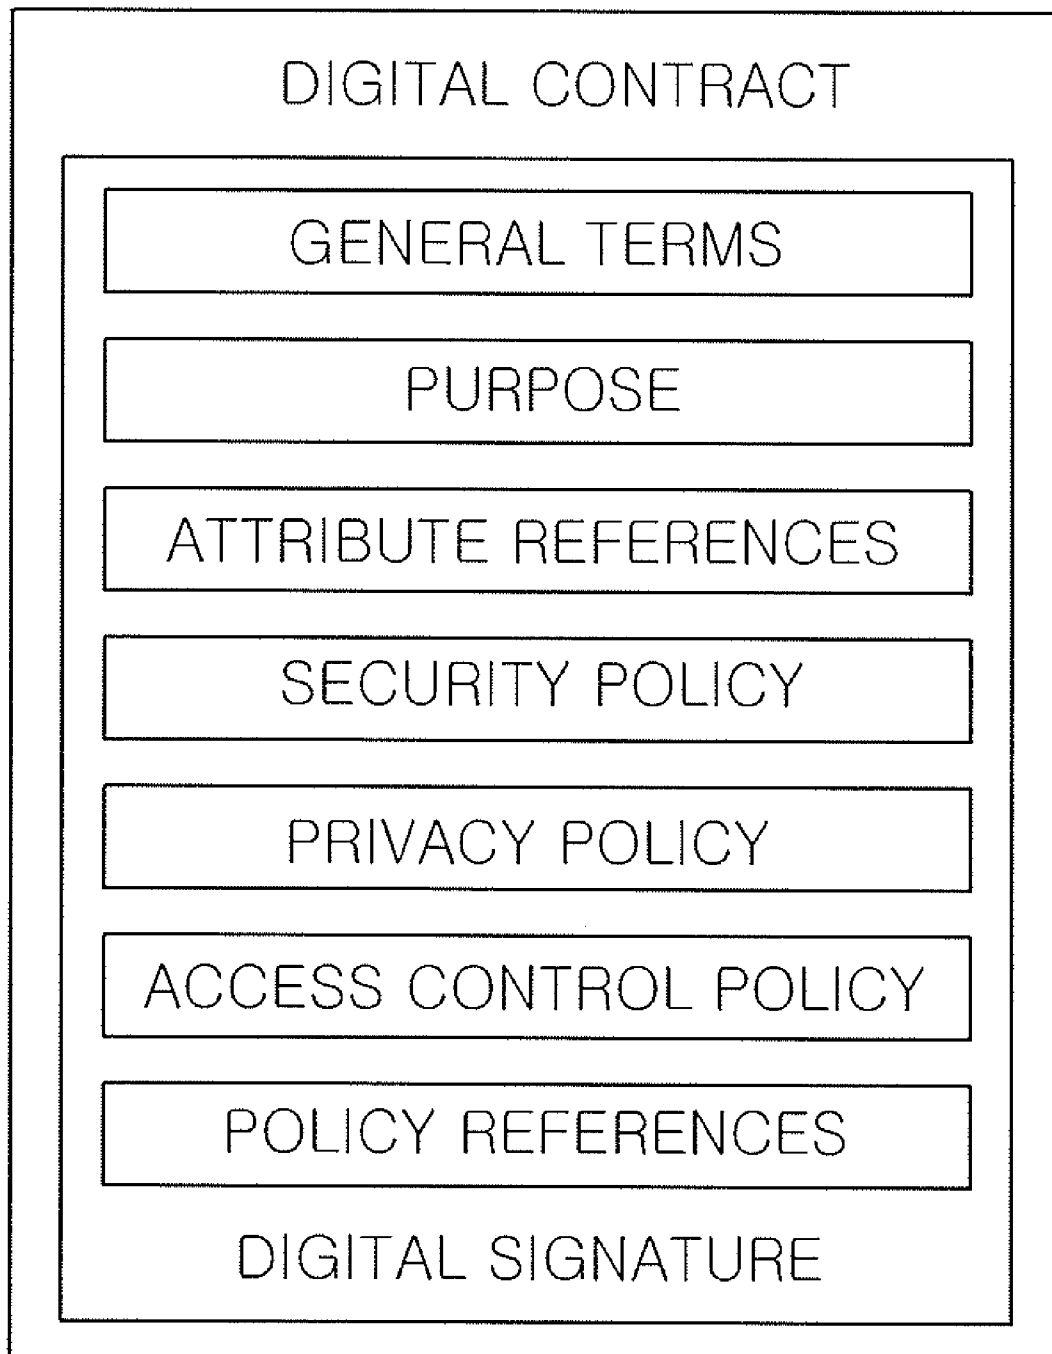 DIGITAL CONTRACT
GENERAL TERMS
PURPOSE
ATTRIBUTE REFERENCES
SECURITY POLICY
PRIVACY POLICY
ACCESS CONTROL POLICY
POLICY REFERENCES
DIGITAL SIGNATURE